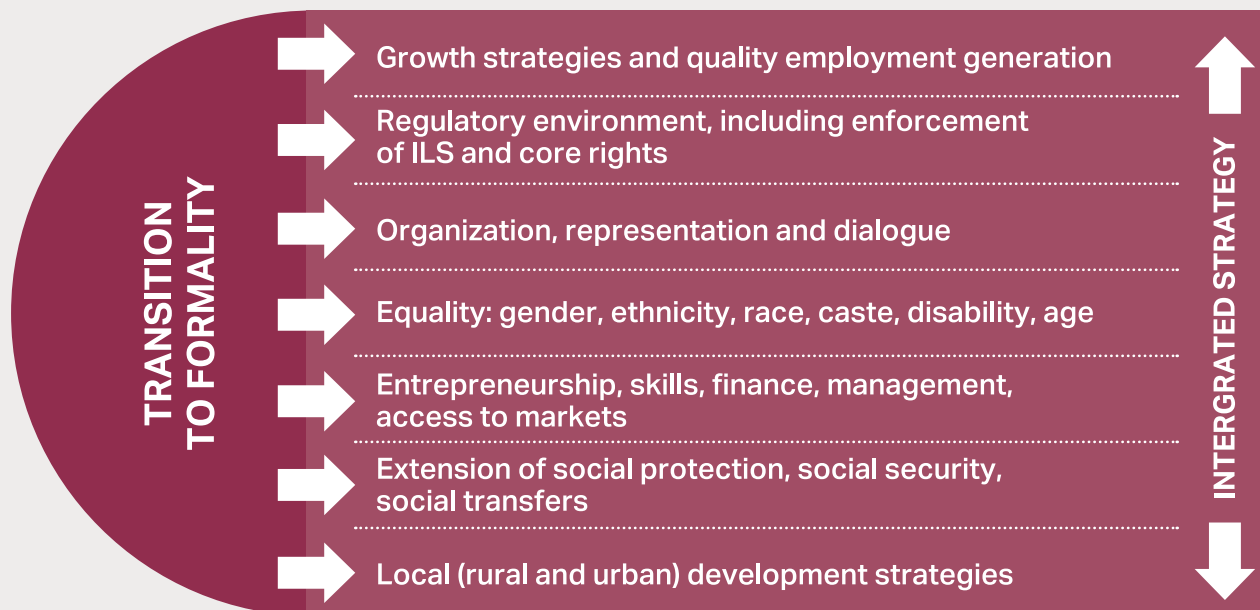 TRANSITION
TO FORMALITY
Growth strategies and quality employment generation
Regulatory environment, including enforcement
of ILS and core rights
Organization, representation and dialogue
Equality: gender, ethnicity, race, caste, disability, age
Entrepreneurship, skills, finance, management,
access to markets
Extension of social protection, social security,
social transfers
Local (rural and urban) development strategies
INTERGRATED STRATEGY